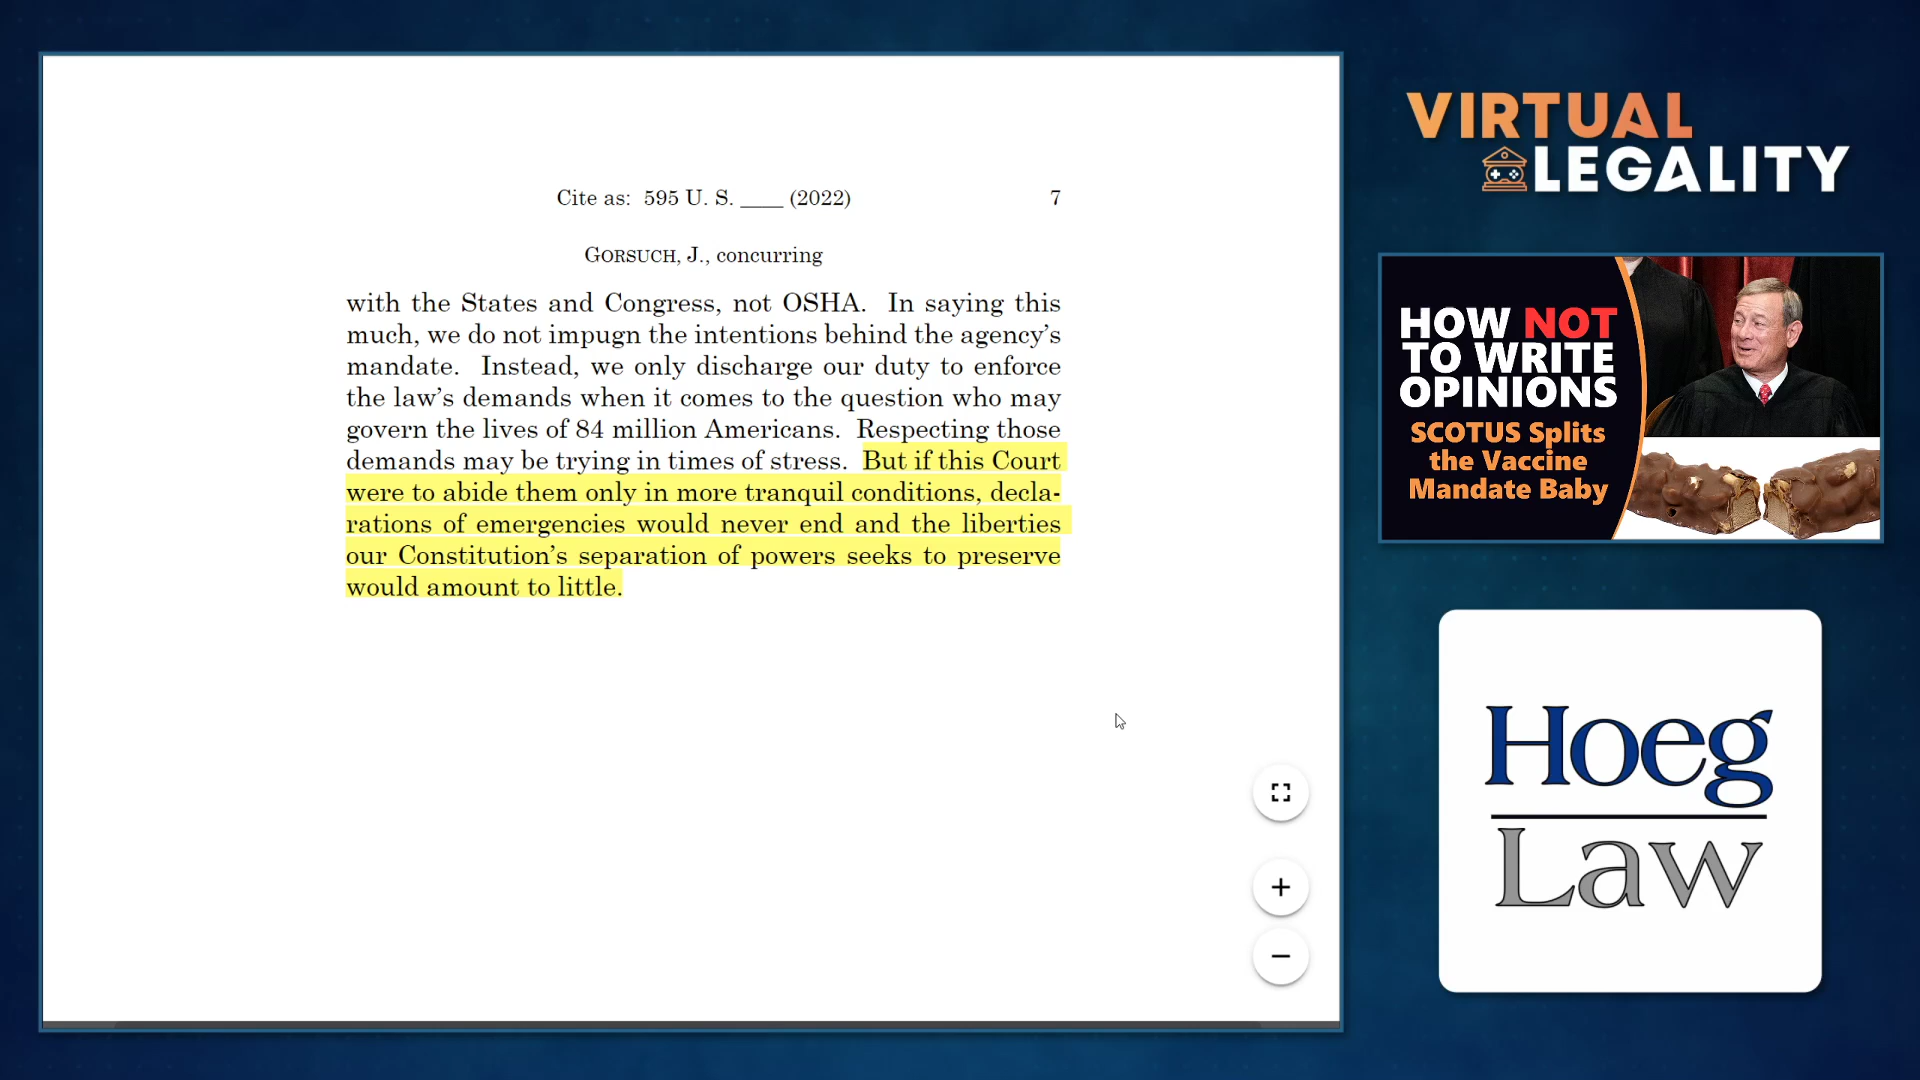 Cite as: 595 U. S. ____ (2022) 7
GORSUCH, J., concurring
with the States and Congress, not OSHA. In saying this
much, we do not impugn the intentions behind the agency’s
mandate. Instead, we only discharge our duty to enforce
the law’s demands when it comes to the question who may
govern the lives of 84 million Americans. Respecting those
demands may be trying in times of stress. But if this Court
were to abide them only in more tranquil conditions, decla-
rations of emergencies would never end and the liberties
our Constitution’s separation of powers seeks to preserve
would amount to little.
VIRTUAL
LEGALITY
HOW NOT
TO WRITE
OPINIONS
SCOTUS Splits
the Vaccine
Mandate Baby
Hoeg
Law